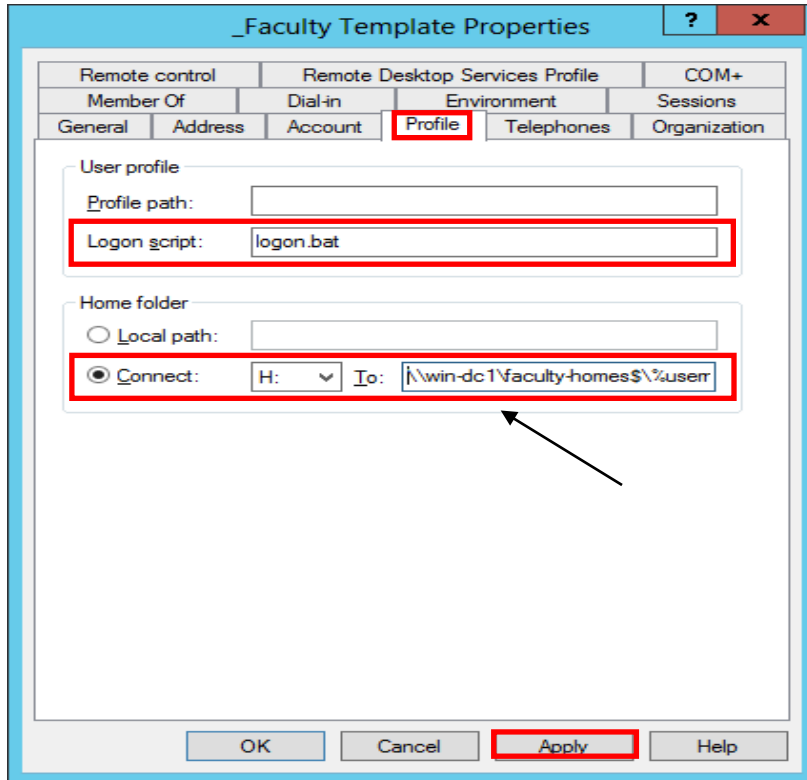 _Faculty Template Properties ? x
Remote control Remote Desktop Services Profile COM+
Member Of Dial-in Environment Sessions
General Address Account Profile Telephones Organization
User profile
Profile path:
Logon script: logon.bat
Home folder
Local path:
Connect: H: To: \\win-dc1\faculty-homes$\%usern
OK Cancel Apply Help